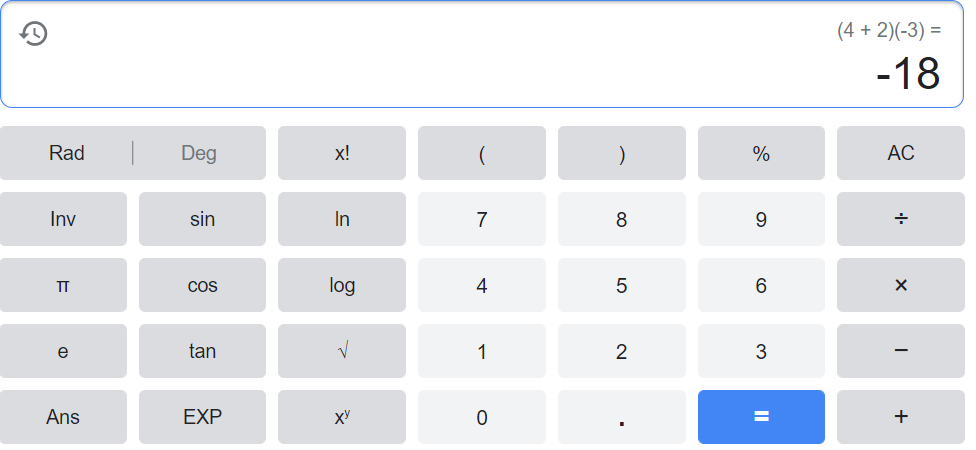 (4 + 2)(-3) =
-18
Rad | Deg x! ( ) % AC
Inv sin ln 7 8 9 ÷
π cos log 4 5 6 ×
e tan √ 1 2 3 −
Ans EXP xʸ 0 . = +